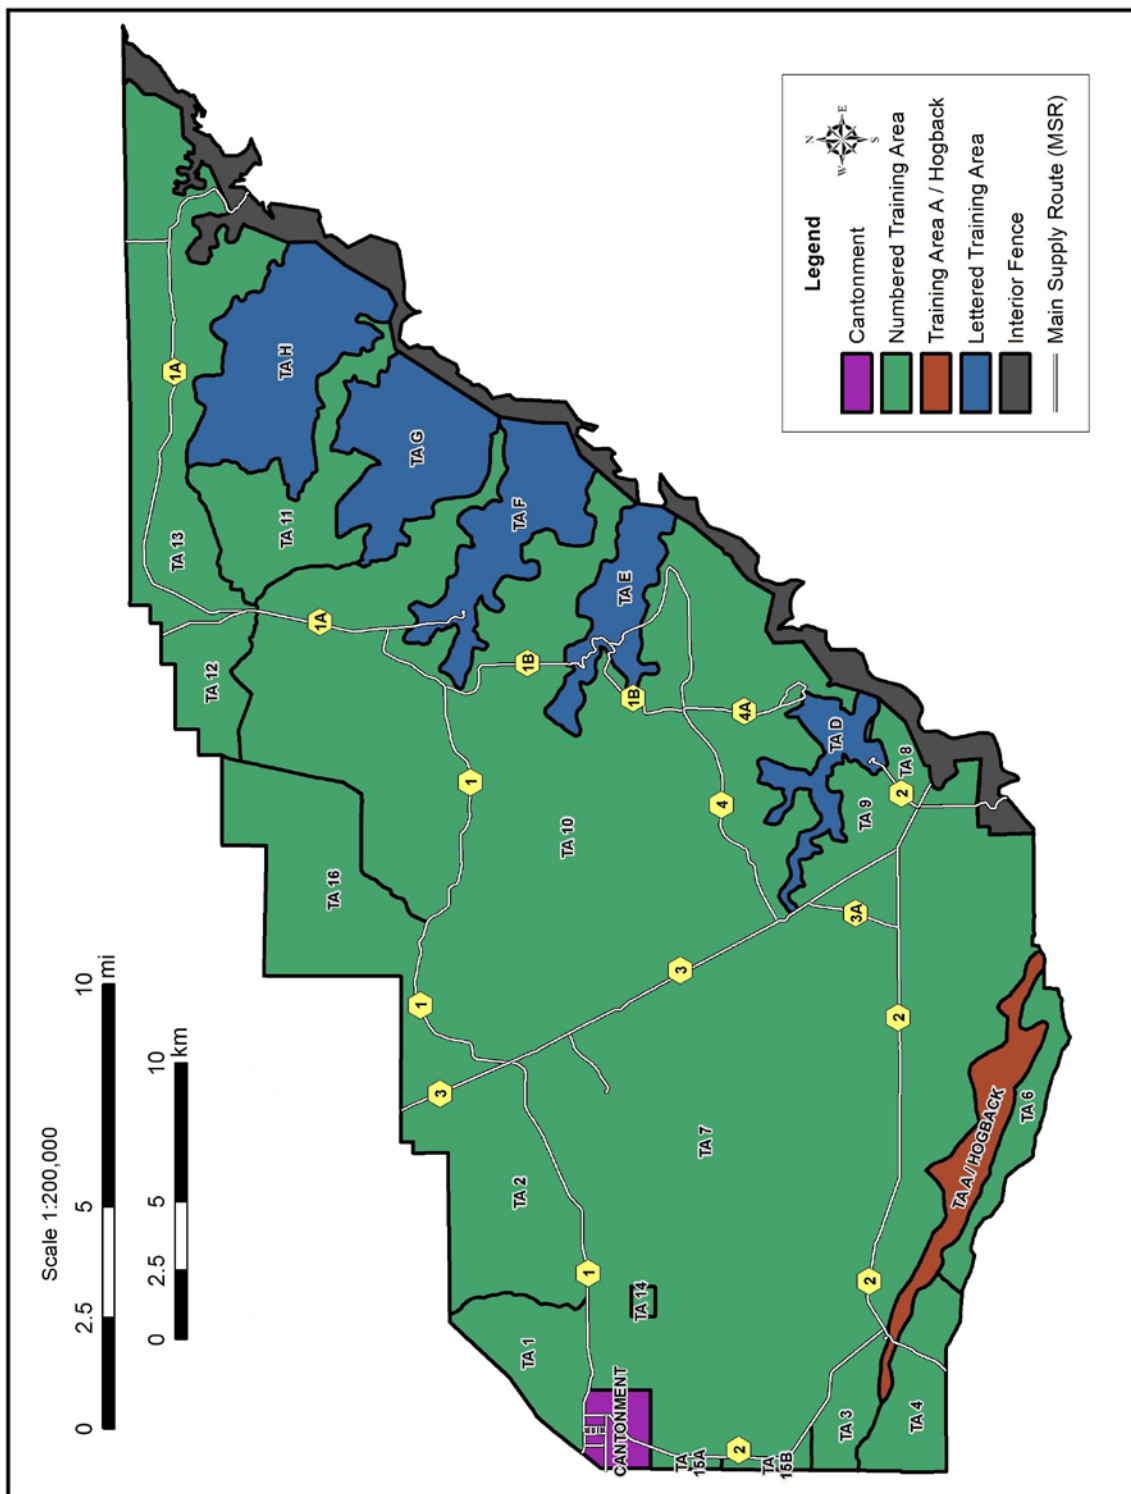 Scale 1:200,000
0 2.5 5 10 mi
0 2.5 5 10 km
Legend
N
W E
S
Cantonment
Numbered Training Area
Training Area A / Hogback
Lettered Training Area
Interior Fence
Main Supply Route (MSR)
CANTONMENT
TA 1
TA 2
TA 3
TA 4
TA 6
TA 7
TA 8
TA 9
TA 10
TA 11
TA 12
TA 13
TA 14
TA
15A
TA
15B
TA 16
TA A / HOGBACK
TA D
TA E
TA F
TA G
TA H
1
1
1
1A
1A
1B
1B
2
2
2
2
3
3
3A
4
4A